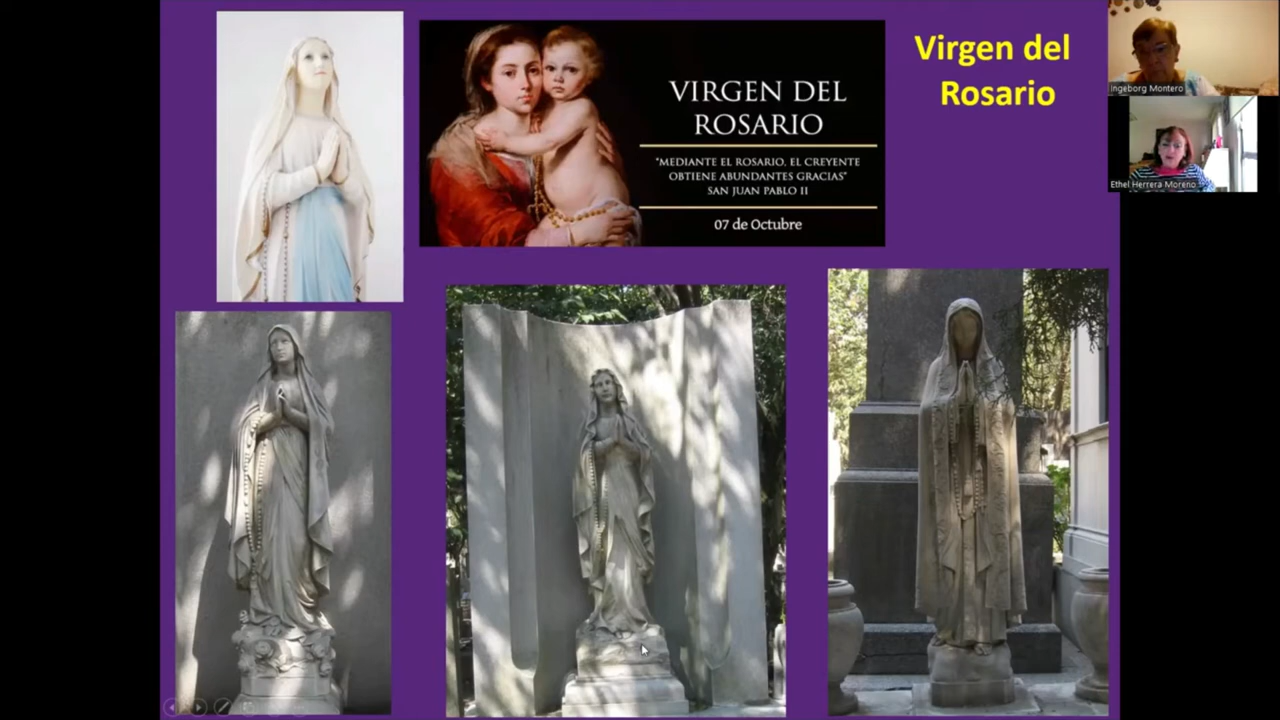 Virgen del
Rosario
VIRGEN DEL
ROSARIO
"MEDIANTE EL ROSARIO, EL CREYENTE
OBTIENE ABUNDANTES GRACIAS"
SAN JUAN PABLO II
07 de Octubre
Ingeborg Montero
Ethel Herrera Moreno